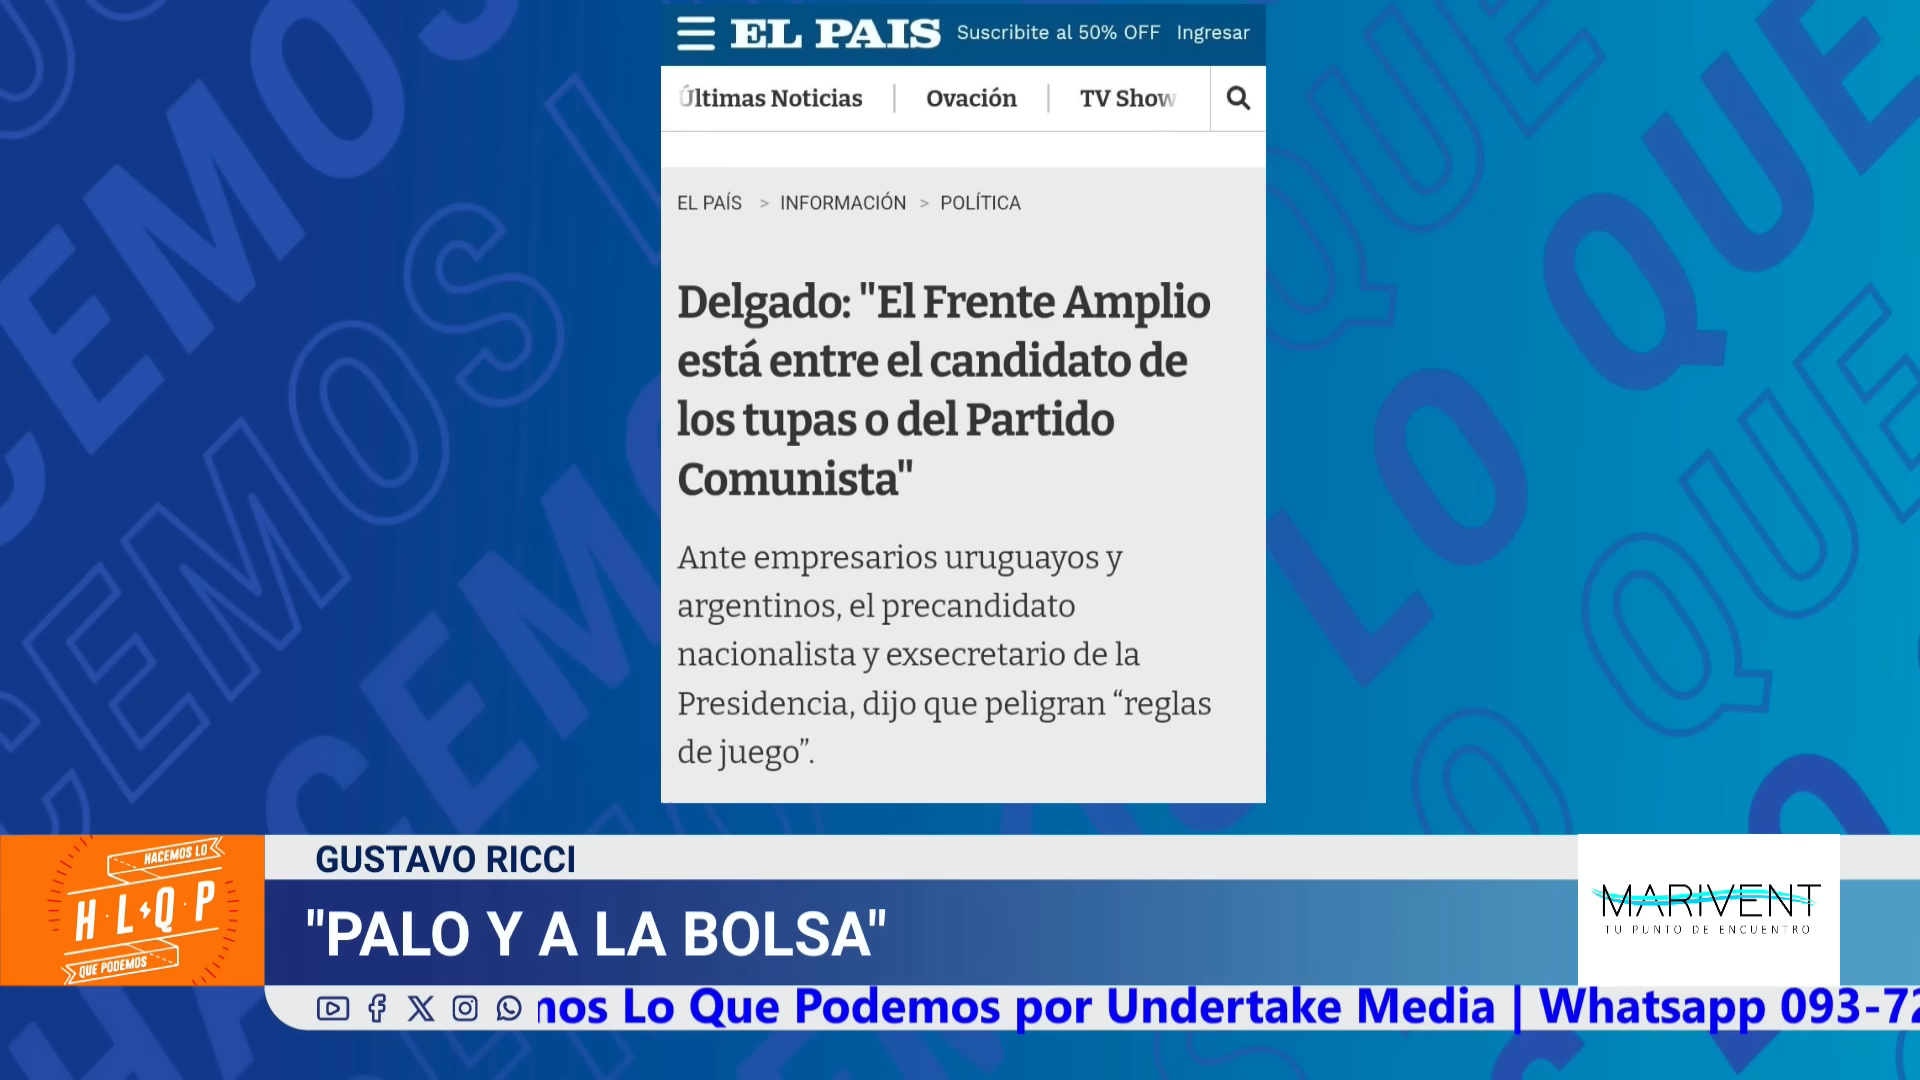 EL PAIS Suscribite al 50% OFF Ingresar
Últimas Noticias Ovación TV Show
EL PAÍS > INFORMACIÓN > POLÍTICA
Delgado: "El Frente Amplio
está entre el candidato de
los tupas o del Partido
Comunista"
Ante empresarios uruguayos y
argentinos, el precandidato
nacionalista y exsecretario de la
Presidencia, dijo que peligran “reglas
de juego”.
HACEMOS LO
H L Q P
QUE PODEMOS
GUSTAVO RICCI
"PALO Y A LA BOLSA"
MARIVENT
TU PUNTO DE ENCUENTRO
mos Lo Que Podemos por Undertake Media | Whatsapp 093-72